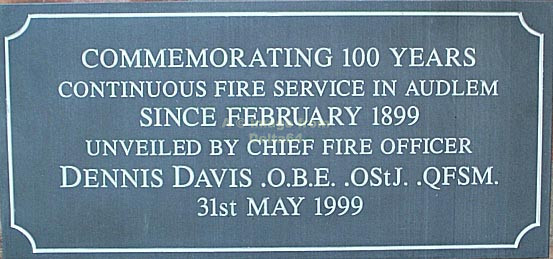 COMMEMORATING 100 YEARS
CONTINUOUS FIRE SERVICE IN AUDLEM
SINCE FEBRUARY 1899
UNVEILED BY CHIEF FIRE OFFICER
DENNIS DAVIS .O.B.E. .OStJ. .QFSM.
31st MAY 1999